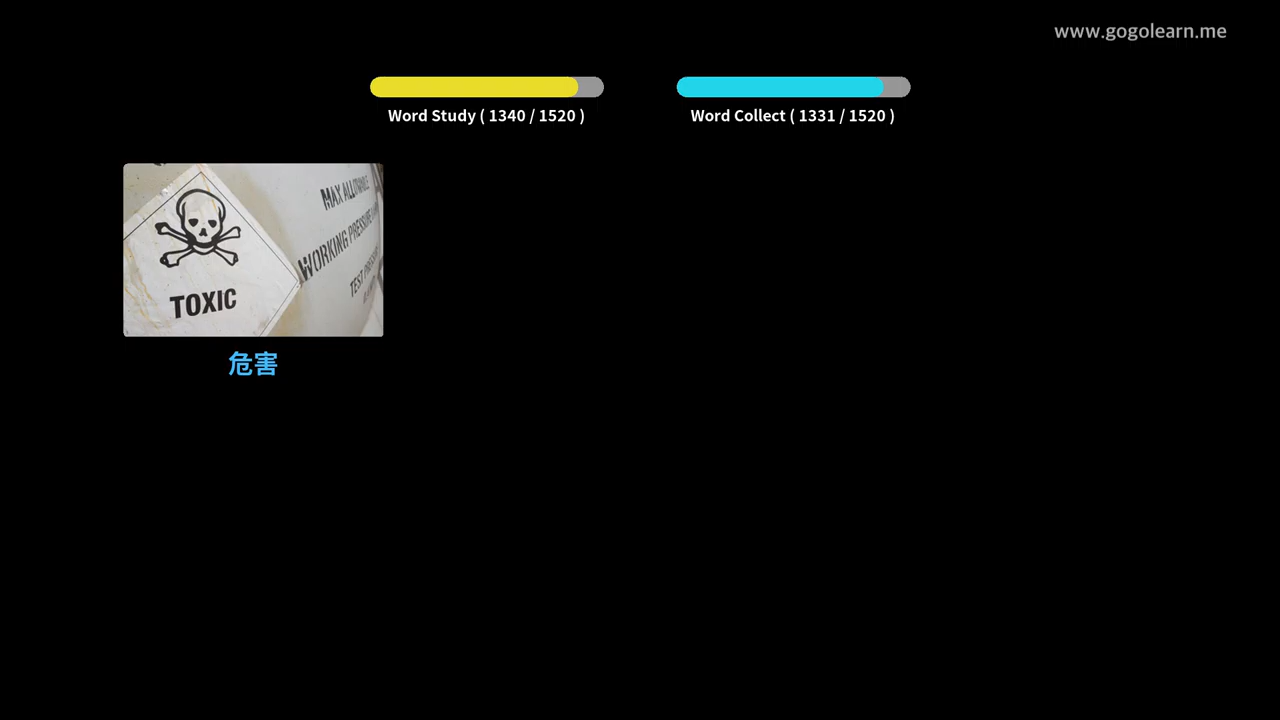 www.gogolearn.me
Word Study ( 1340 / 1520 )
Word Collect ( 1331 / 1520 )
TOXIC
MAX ALLOWABLE
WORKING PRESSURE
TEST
危害